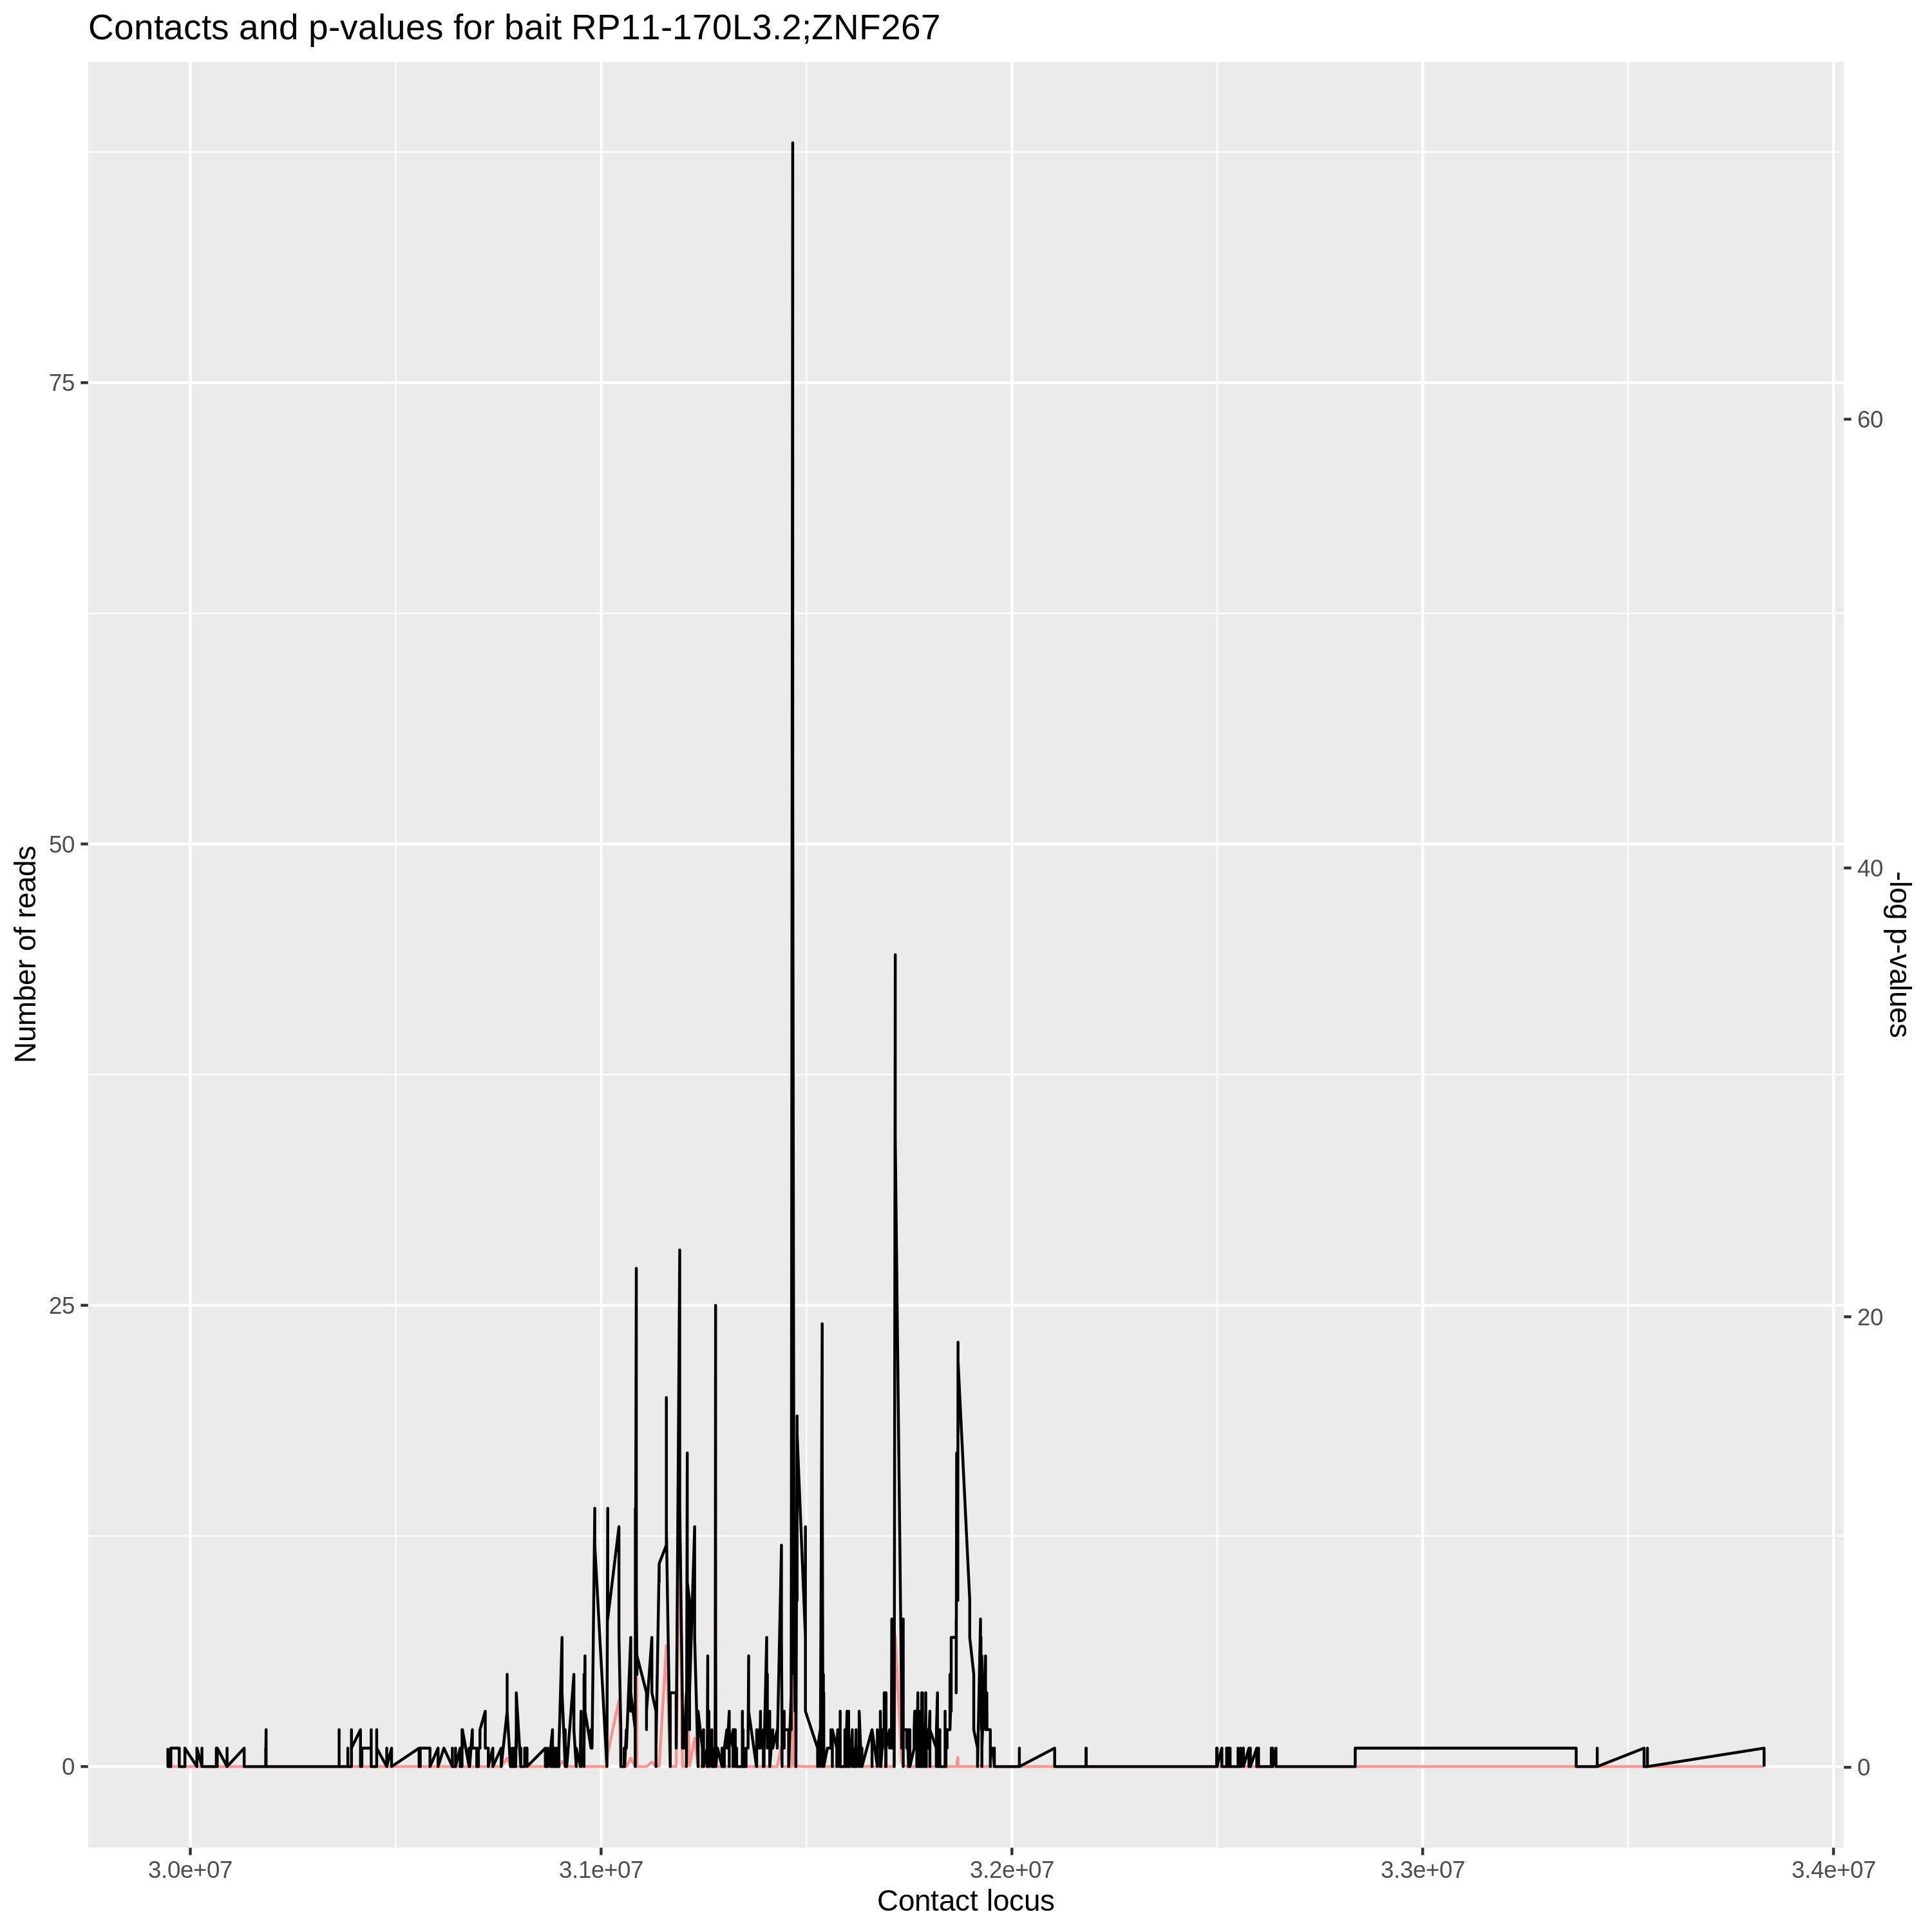 Contacts and p-values for bait RP11-170L3.2;ZNF267
75
50
25
0
Number of reads
60
40
20
0
-log p-values
3.0e+07
3.1e+07
3.2e+07
3.3e+07
3.4e+07
Contact locus